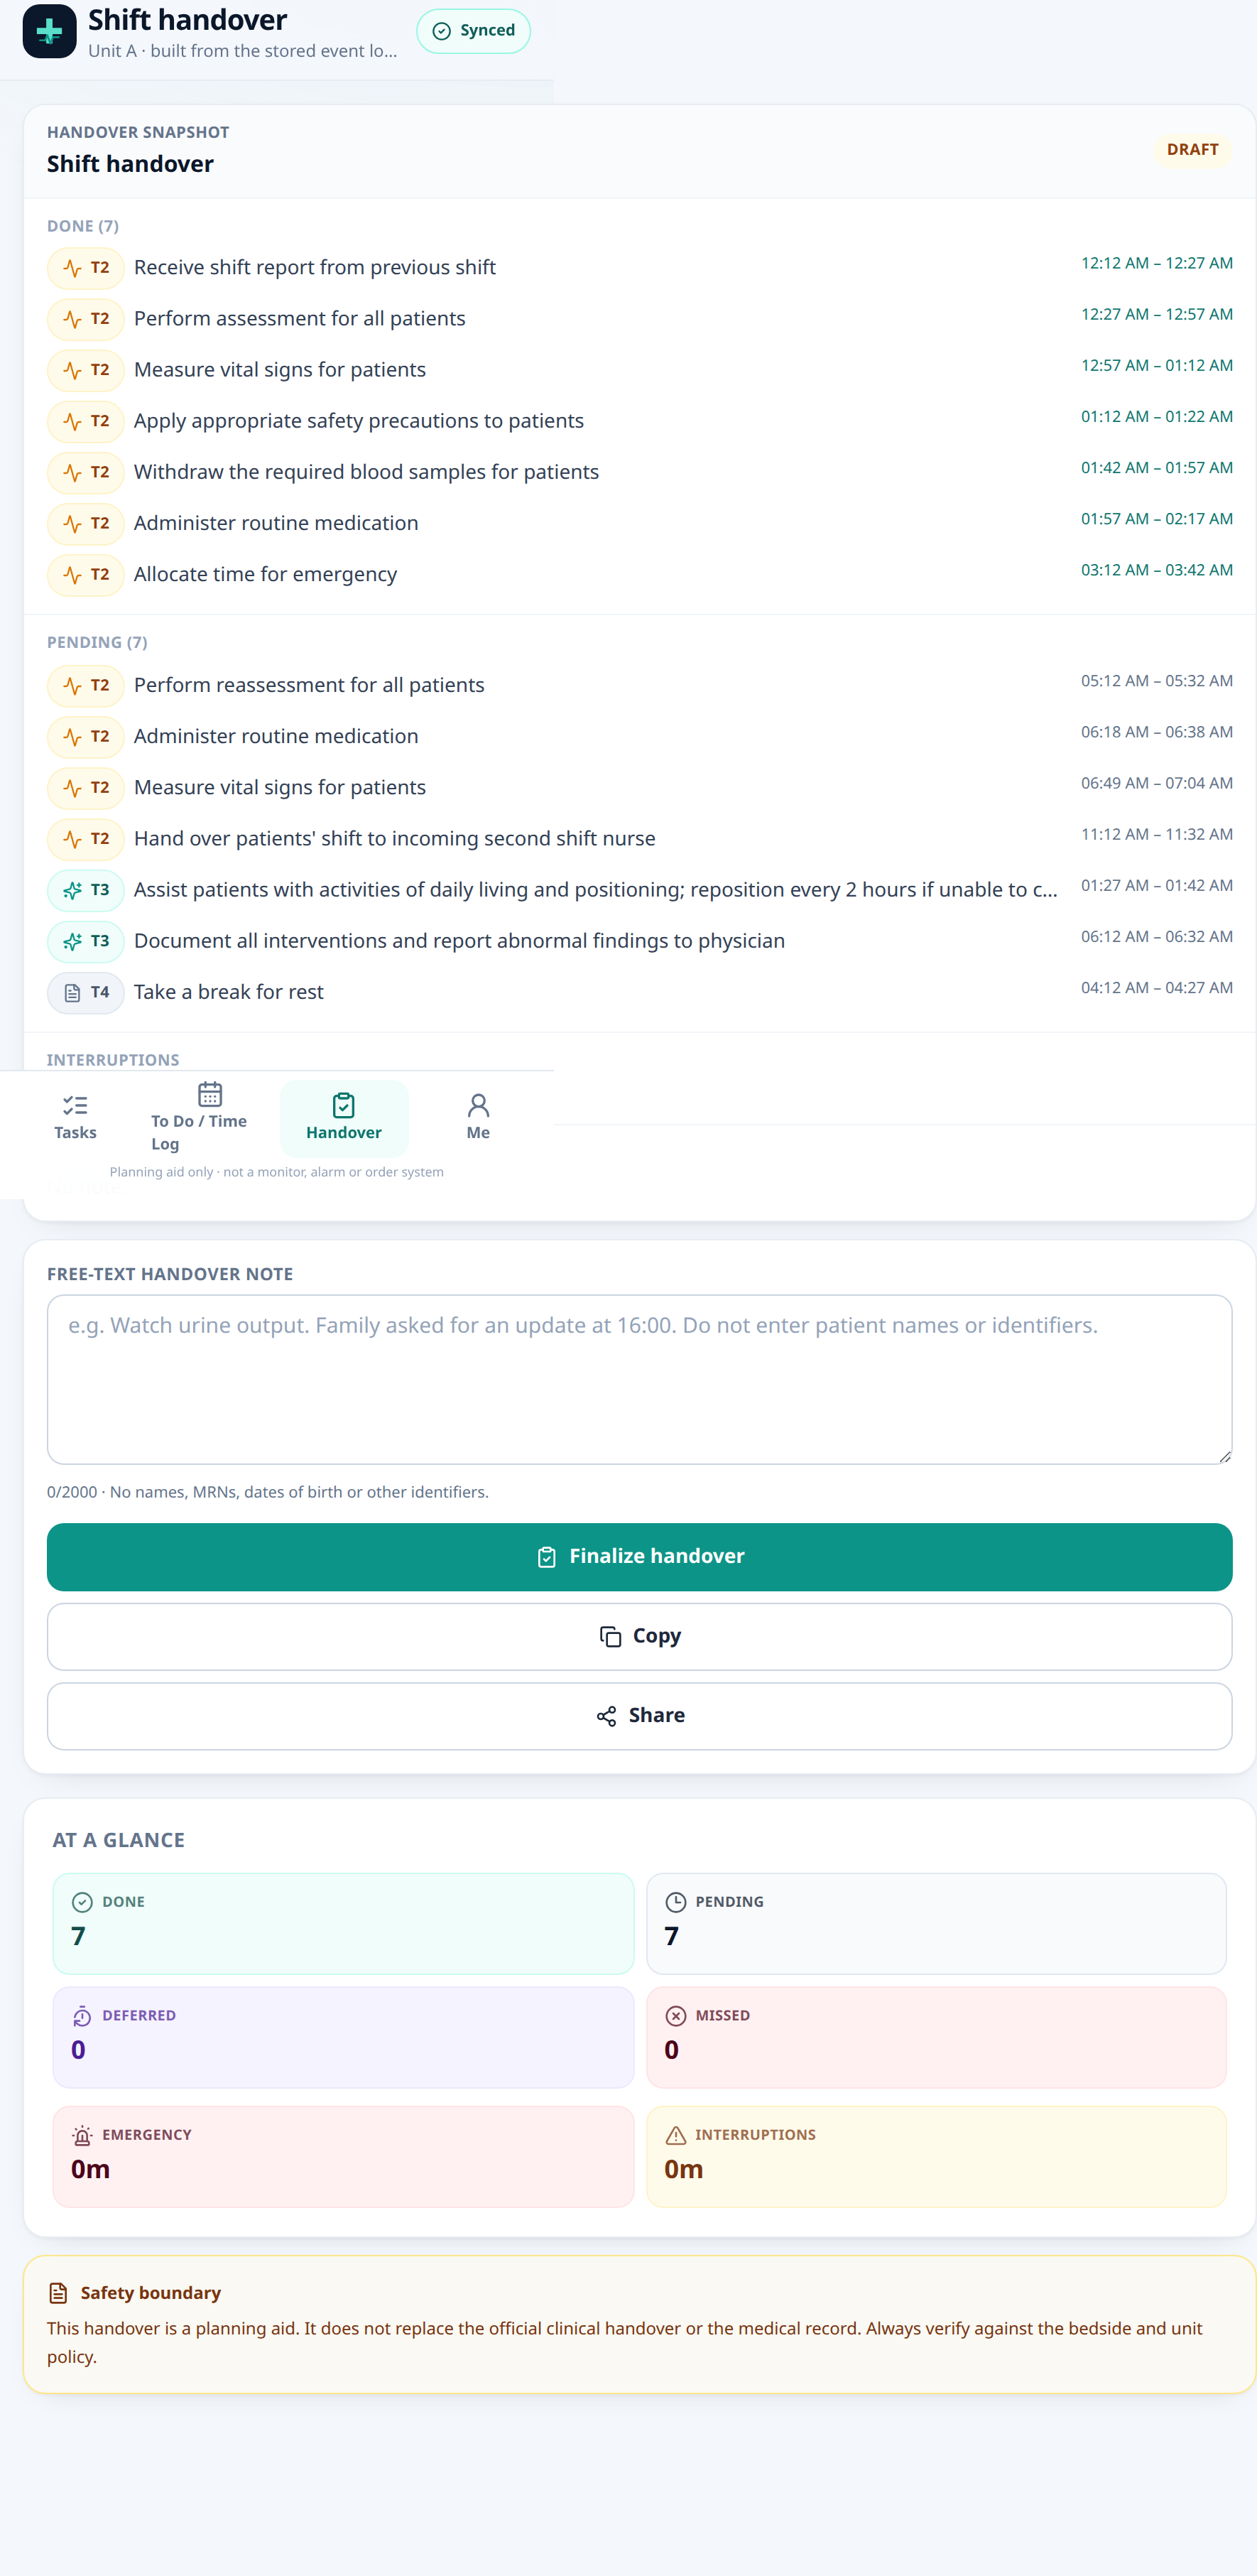 Shift handover
Unit A · built from the stored event lo...
Synced
HANDOVER SNAPSHOT
Shift handover
DRAFT
DONE (7)
T2 Receive shift report from previous shift 12:12 AM – 12:27 AM
T2 Perform assessment for all patients 12:27 AM – 12:57 AM
T2 Measure vital signs for patients 12:57 AM – 01:12 AM
T2 Apply appropriate safety precautions to patients 01:12 AM – 01:22 AM
T2 Withdraw the required blood samples for patients 01:42 AM – 01:57 AM
T2 Administer routine medication 01:57 AM – 02:17 AM
T2 Allocate time for emergency 03:12 AM – 03:42 AM
PENDING (7)
T2 Perform reassessment for all patients 05:12 AM – 05:32 AM
T2 Administer routine medication 06:18 AM – 06:38 AM
T2 Measure vital signs for patients 06:49 AM – 07:04 AM
T2 Hand over patients' shift to incoming second shift nurse 11:12 AM – 11:32 AM
T3 Assist patients with activities of daily living and positioning; reposition every 2 hours if unable to c... 01:27 AM – 01:42 AM
T3 Document all interventions and report abnormal findings to physician 06:12 AM – 06:32 AM
T4 Take a break for rest 04:12 AM – 04:27 AM
INTERRUPTIONS
Tasks
To Do / Time
Log
Handover
Me
Planning aid only · not a monitor, alarm or order system
FREE-TEXT HANDOVER NOTE
e.g. Watch urine output. Family asked for an update at 16:00. Do not enter patient names or identifiers.
0/2000 · No names, MRNs, dates of birth or other identifiers.
Finalize handover
Copy
Share
AT A GLANCE
DONE
7
PENDING
7
DEFERRED
0
MISSED
0
EMERGENCY
0m
INTERRUPTIONS
0m
Safety boundary
This handover is a planning aid. It does not replace the official clinical handover or the medical record. Always verify against the bedside and unit
policy.